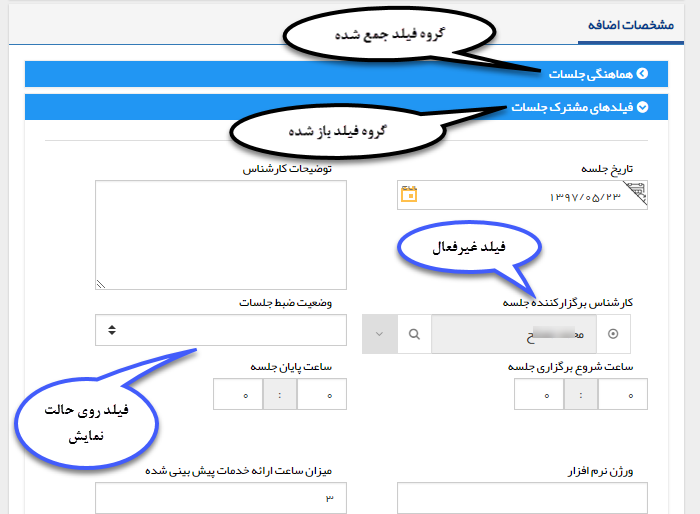 مشخصات اضافه
گروه فیلد جمع شده
هماهنگی جلسات
فیلدهای مشترک جلسات
گروه فیلد باز شده
تاریخ جلسه
توضیحات کارشناس
۱۳۹۷/۰۵/۲۳
فیلد غیرفعال
کارشناس برگزارکننده جلسه
وضعیت ضبط جلسات
ساعت شروع برگزاری جلسه
ساعت پایان جلسه
۰ : ۰
۰ : ۰
فیلد روی حالت
نمایش
ورژن نرم افزار
میزان ساعت ارائه خدمات پیش بینی شده
۳